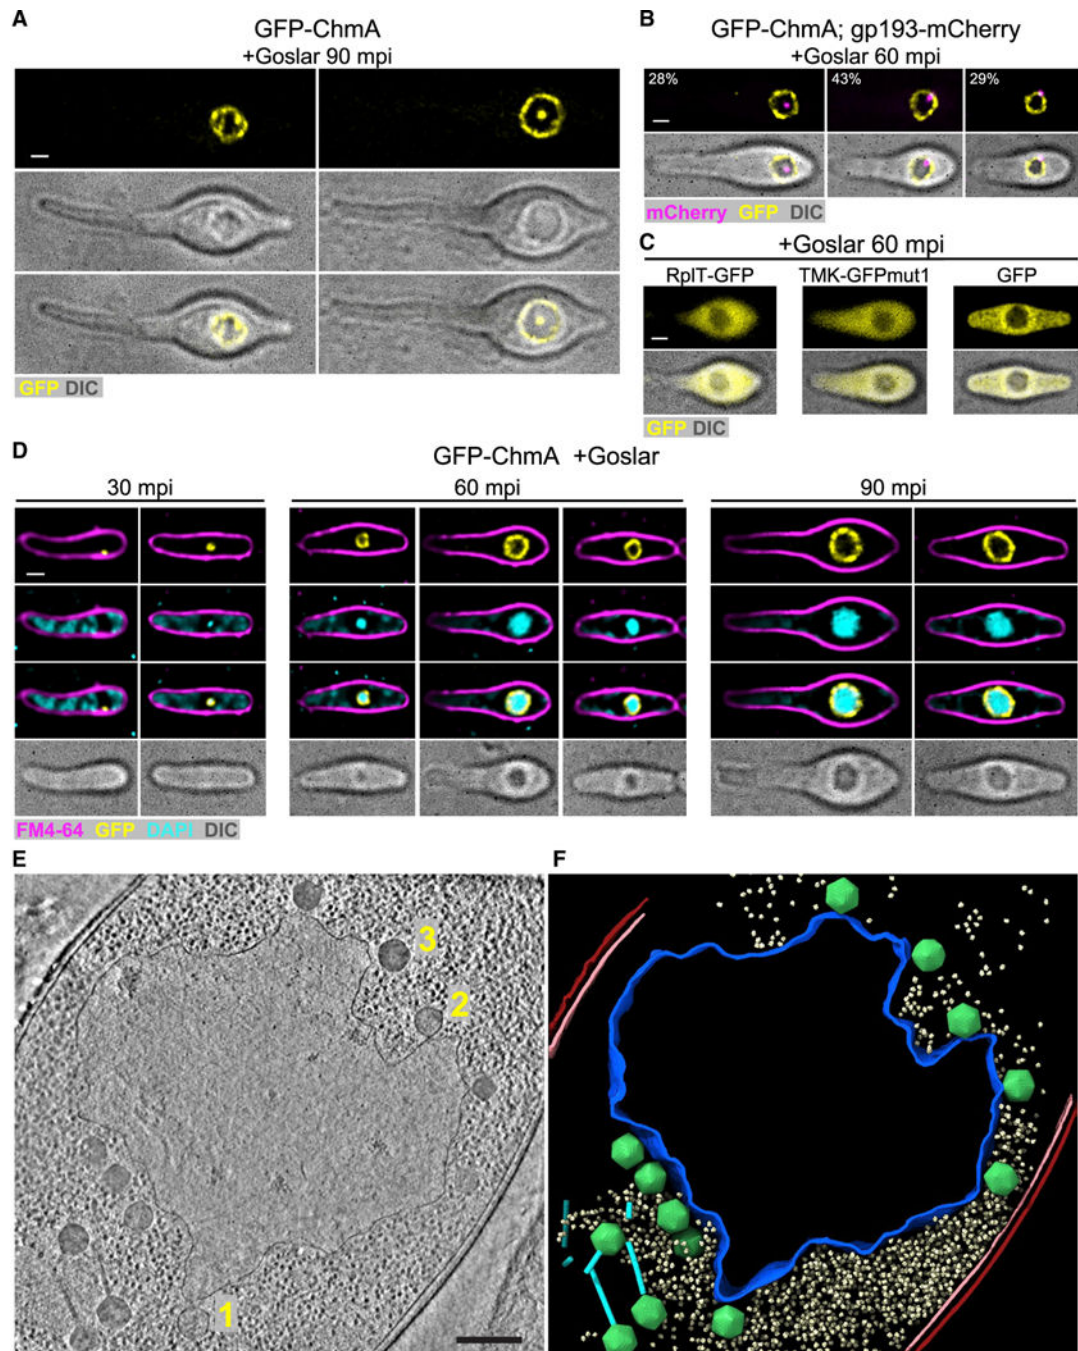 A
GFP-ChmA
+Goslar 90 mpi
GFP DIC
B
GFP-ChmA; gp193-mCherry
+Goslar 60 mpi
28%
43%
29%
mCherry GFP DIC
C
+Goslar 60 mpi
RplT-GFP
TMK-GFPmut1
GFP
GFP DIC
D
GFP-ChmA +Goslar
30 mpi
60 mpi
90 mpi
FM4-64 GFP DAPI DIC
E
3
2
1
F